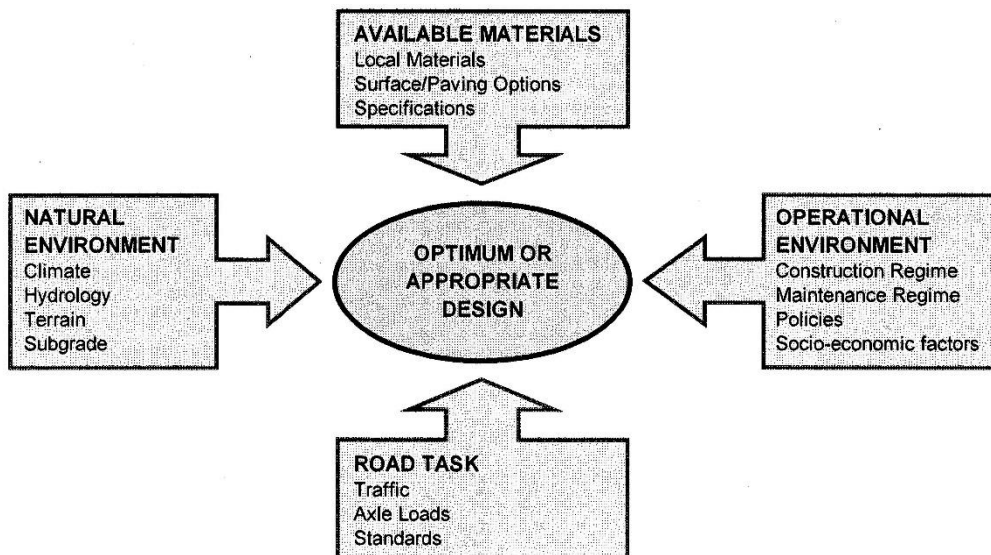 AVAILABLE MATERIALS
Local Materials
Surface/Paving Options
Specifications
NATURAL
ENVIRONMENT
Climate
Hydrology
Terrain
Subgrade
OPTIMUM OR
APPROPRIATE
DESIGN
OPERATIONAL
ENVIRONMENT
Construction Regime
Maintenance Regime
Policies
Socio-economic factors
ROAD TASK
Traffic
Axle Loads
Standards